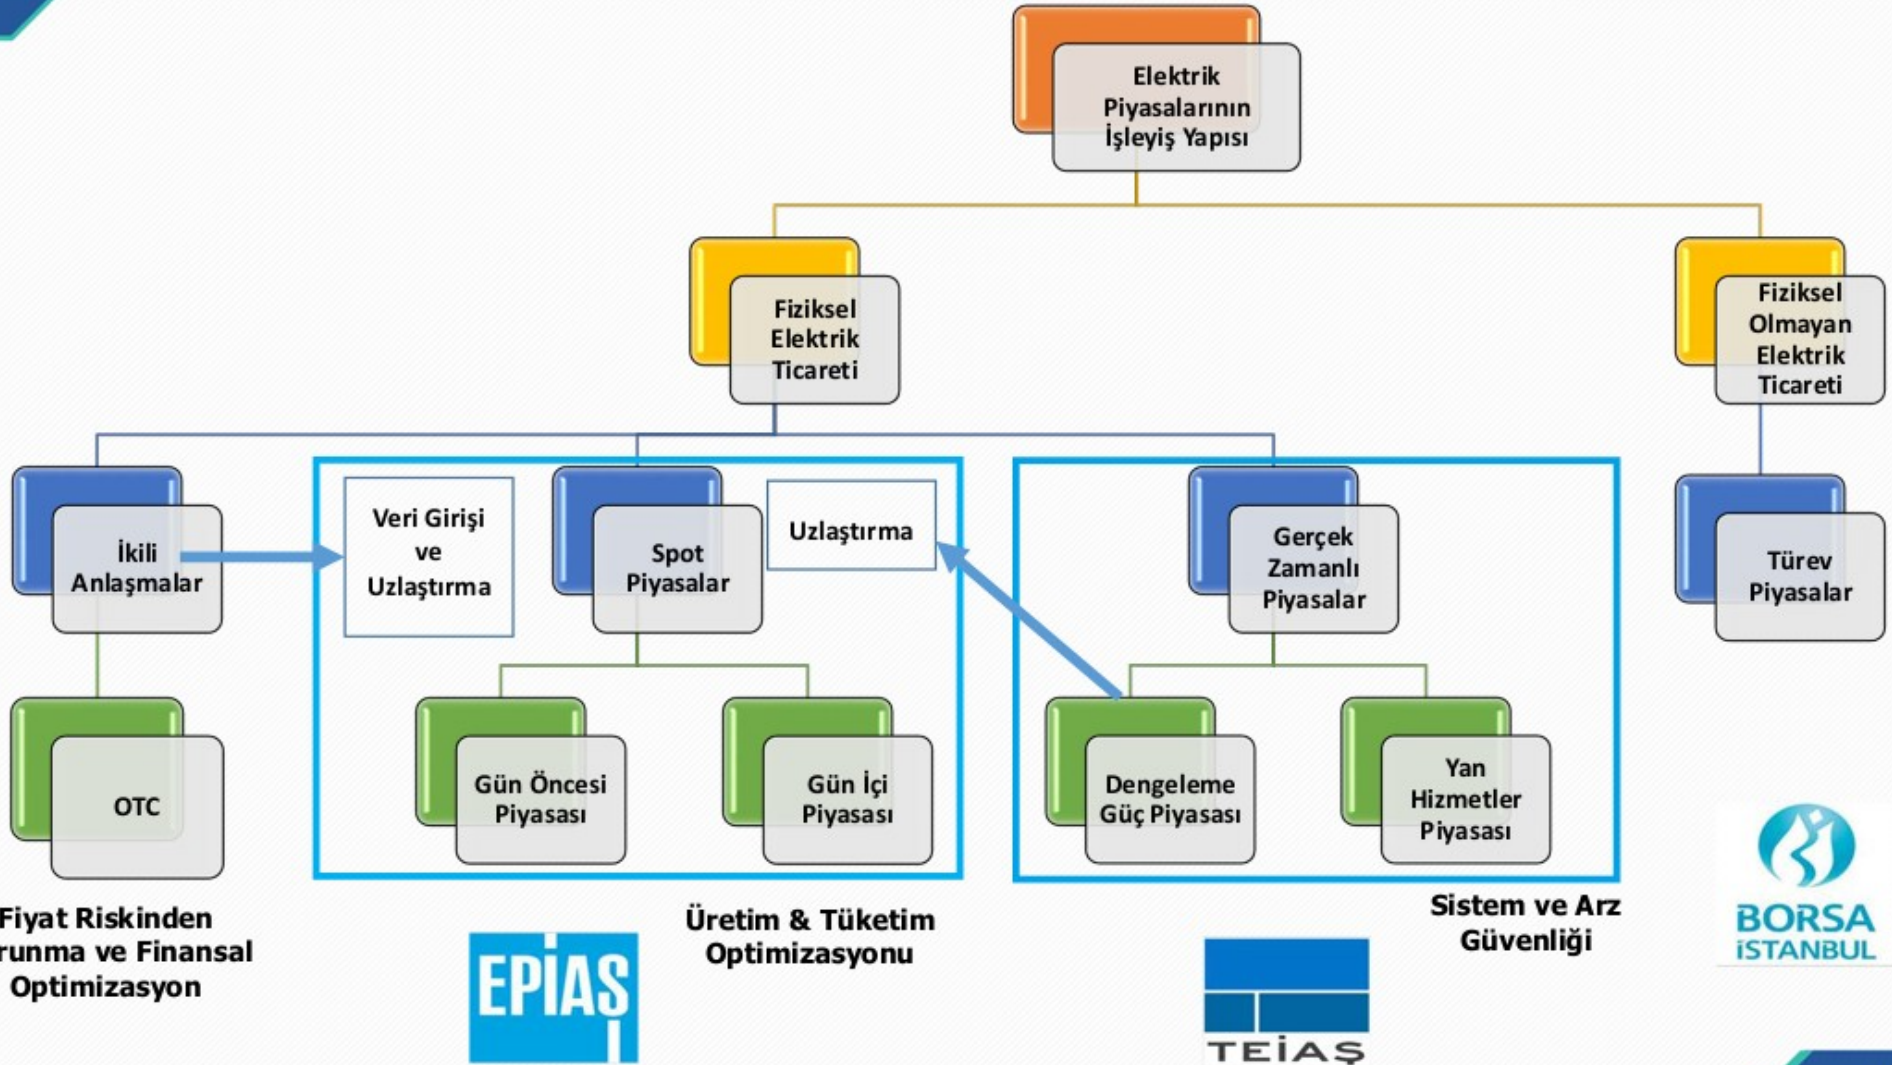 Elektrik
Piyasalarının
İşleyiş Yapısı
Fiziksel
Elektrik
Ticareti
Fiziksel
Olmayan
Elektrik
Ticareti
İkili
Anlaşmalar
Veri Girişi
ve
Uzlaştırma
Spot
Piyasalar
Uzlaştırma
Gerçek
Zamanlı
Piyasalar
Türev
Piyasalar
OTC
Gün Öncesi
Piyasası
Gün İçi
Piyasası
Dengeleme
Güç Piyasası
Yan
Hizmetler
Piyasası
Fiyat Riskinden
runma ve Finansal
Optimizasyon
EPİAŞ
Üretim & Tüketim
Optimizasyonu
TEİAŞ
Sistem ve Arz
Güvenliği
BORSA
İSTANBUL